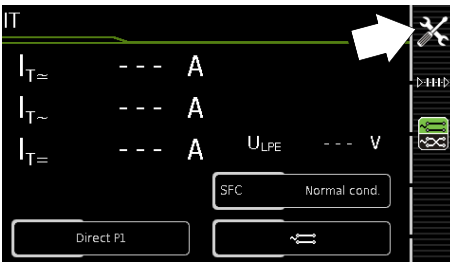 IT
IT≃ --- A
IT~ --- A
IT= --- A
ULPE --- V
SFC Normal cond.
Direct P1